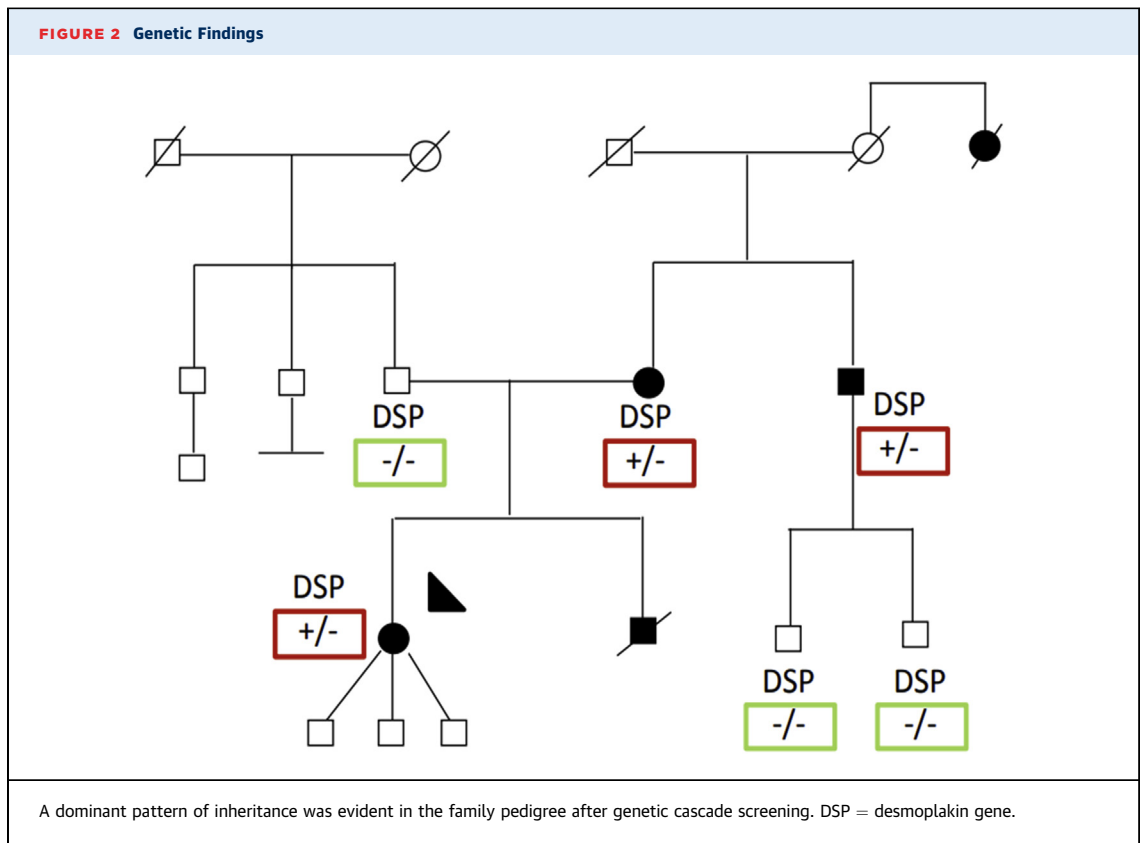 FIGURE 2 Genetic Findings
DSP
-/-
DSP
+/-
DSP
+/-
DSP
+/-
DSP
-/-
DSP
-/-
A dominant pattern of inheritance was evident in the family pedigree after genetic cascade screening. DSP = desmoplakin gene.